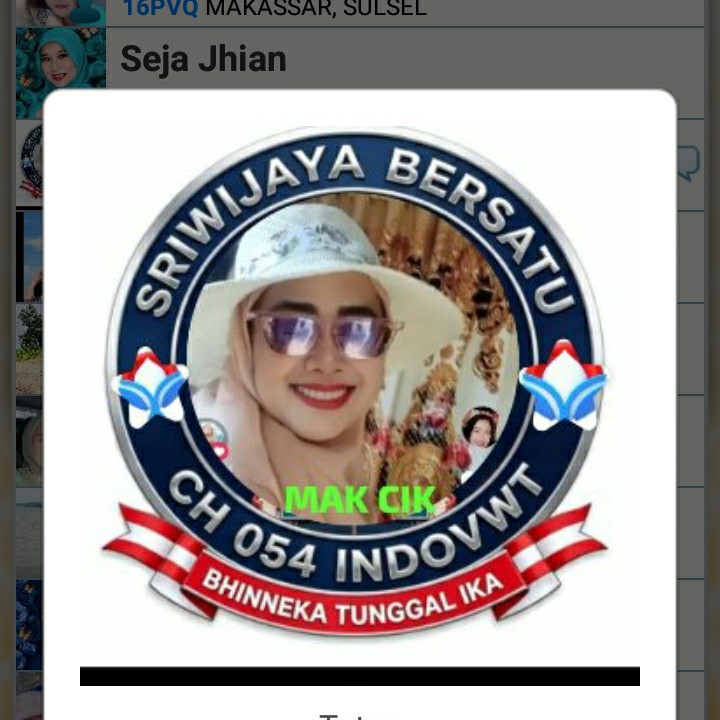 16PVQ MAKASSAR, SULSEL
Seja Jhian
SRIWIJAYA BERSATU
MAK CIK
CH 054 INDOVWT
BHINNEKA TUNGGAL IKA